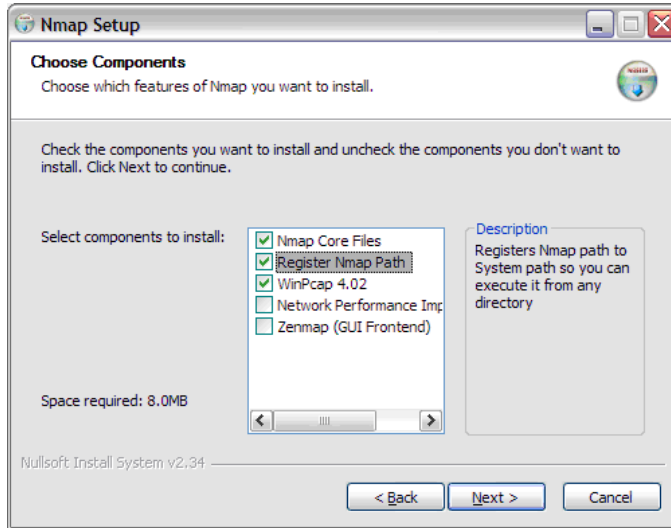 Nmap Setup
Choose Components
Choose which features of Nmap you want to install.
Check the components you want to install and uncheck the components you don't want to
install. Click Next to continue.
Select components to install:
Nmap Core Files
Register Nmap Path
WinPcap 4.02
Network Performance Imp
Zenmap (GUI Frontend)
Description
Registers Nmap path to
System path so you can
execute it from any
directory
Space required: 8.0MB
Nullsoft Install System v2.34
< Back
Next >
Cancel